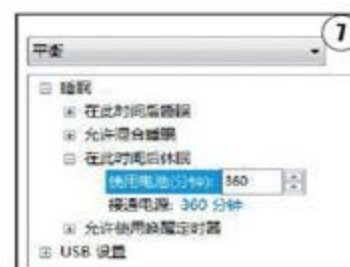 7
平衡
睡眠
在此时间后睡眠
允许混合睡眠
在此时间后休眠
使用电池(分钟): 360
接通电源: 360 分钟
允许使用唤醒定时器
USB 设置